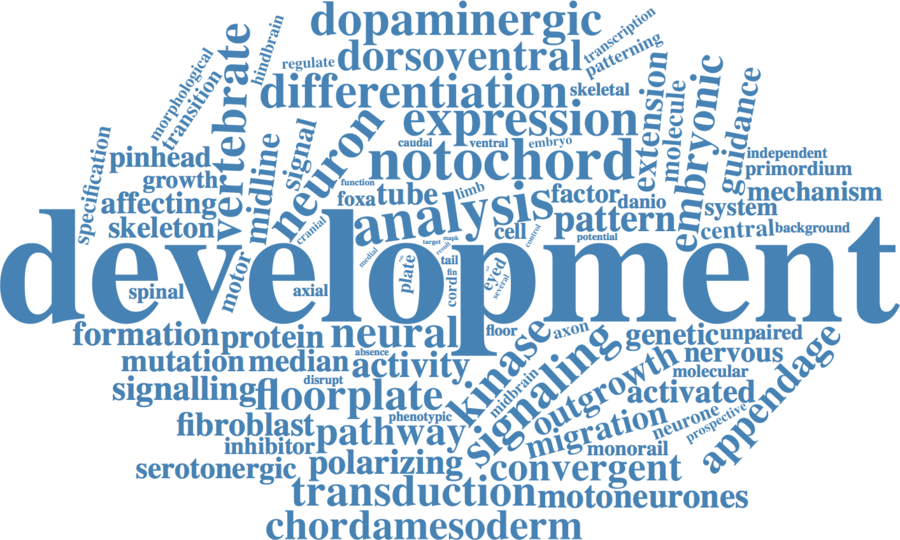 dopaminergic
transcription
dorsoventral
patterning
hindbrain
morphological
regulate
vertebrate
transition
differentiation
skeletal
extension
molecule
embryonic
guidance
expression
signal
neuron
caudal
ventral
embryo
specification
pinhead
midline
notochord
independent
primordium
growth
function
foxa
tube
limb
factor
danio
mechanism
affecting
analysis
pattern
system
skeleton
cranial
cell
control
potential
central
background
development
medial
target
mapk
result
motor
plate
tail
fin
cord
eyed
several
spinal
axial
formation
protein
neural
floor
kinase
axon
genetic
unpaired
mutation
median
absence
activity
signaling
outgrowth
nervous
appendage
molecular
signalling
disrupt
floorplate
midbrain
activated
phenotypic
fibroblast
pathway
migration
neurone
prospective
inhibitor
monorail
serotonergic
polarizing
convergent
transduction
motoneurones
chordamesoderm